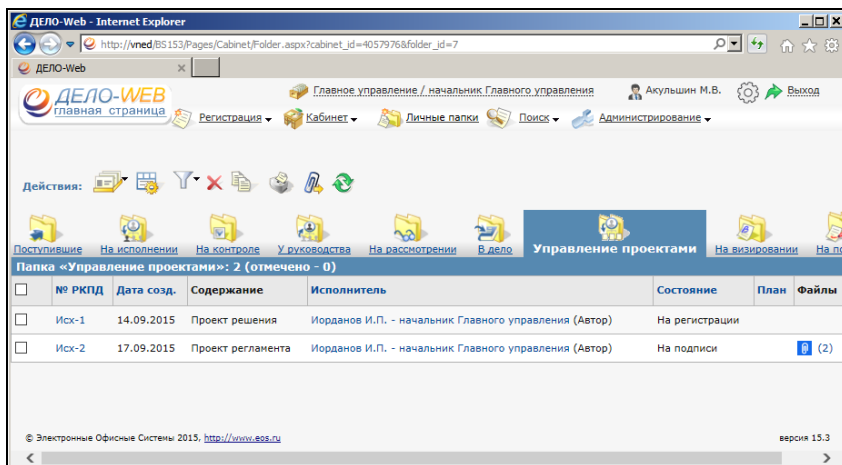 ДЕЛО-Web - Internet Explorer
http://vned/BS153/Pages/Cabinet/Folder.aspx?cabinet_id=4057976&folder_id=7
ДЕЛО-Web
ДЕЛО-WEB
главная страница
Главное управление / начальник Главного управления
Акульшин М.В.
Выход
Регистрация Кабинет Личные папки Поиск Администрирование
Действия:
Поступившие На исполнении На контроле У руководства На рассмотрении В дело Управление проектами На визировании
Папка «Управление проектами»: 2 (отмечено - 0)
№ РКПД Дата созд. Содержание Исполнитель Состояние План Файлы
Исх-1 14.09.2015 Проект решения Иорданов И.П. - начальник Главного управления (Автор) На регистрации
Исх-2 17.09.2015 Проект регламента Иорданов И.П. - начальник Главного управления (Автор) На подписи (2)
© Электронные Офисные Системы 2015, http://www.eos.ru версия 15.3